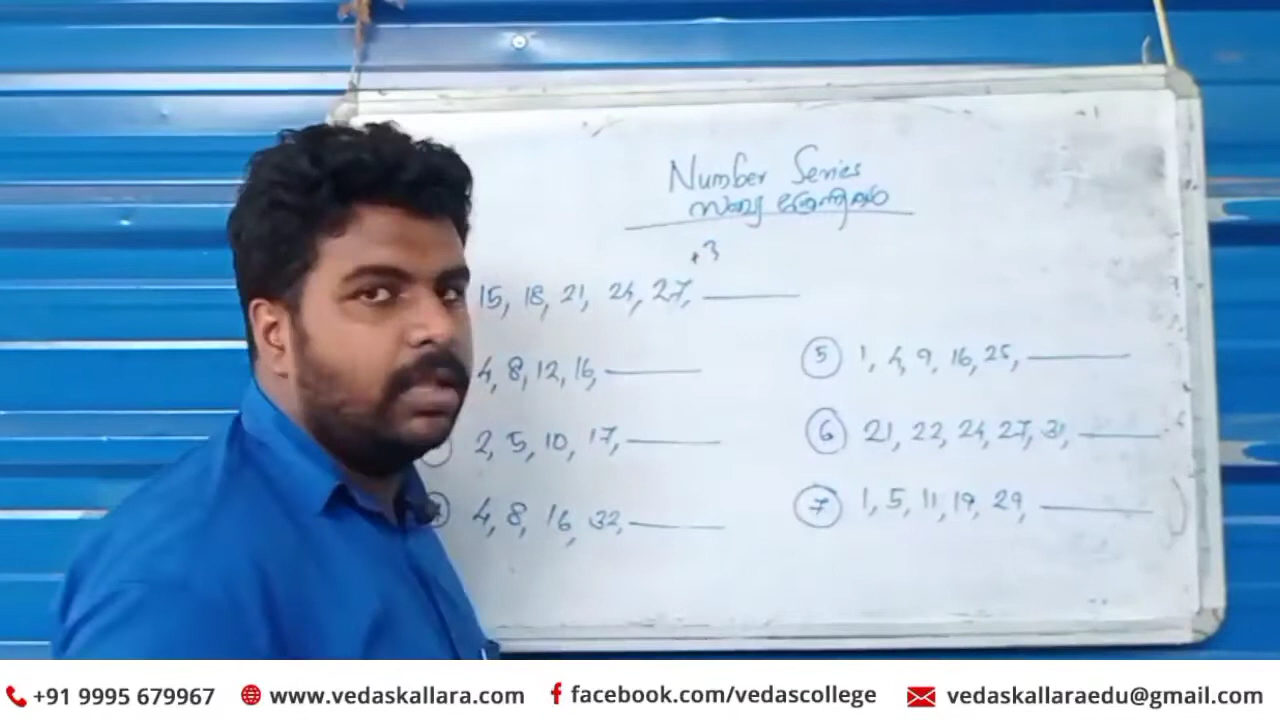 Number Series
സംഖ്യ ശ്രേണികൾ
+3
15, 18, 21, 24, 27,
4, 8, 12, 16,
2, 5, 10, 17,
4, 8, 16, 32,
5 1, 4, 9, 16, 25,
6 21, 22, 24, 27, 31,
7 1, 5, 11, 19, 29,
+91 9995 679967 www.vedaskallara.com facebook.com/vedascollege vedaskallaraedu@gmail.com